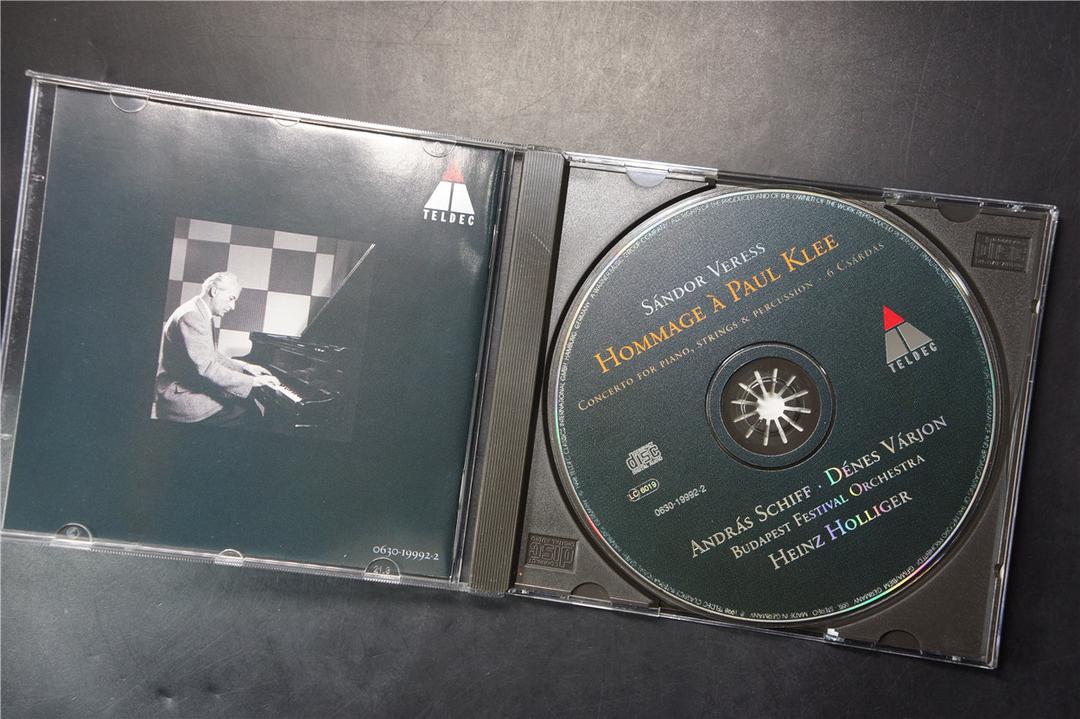 TELDEC
0630-19992-2
SÁNDOR VERESS
HOMMAGE À PAUL KLEE
CONCERTO FOR PIANO, STRINGS & PERCUSSION · 6 CSÁRDÁS
TELDEC
disc
LC 6019
0630-19992-2
ANDRÁS SCHIFF · DÉNES VÁRJON
BUDAPEST FESTIVAL ORCHESTRA
HEINZ HOLLIGER